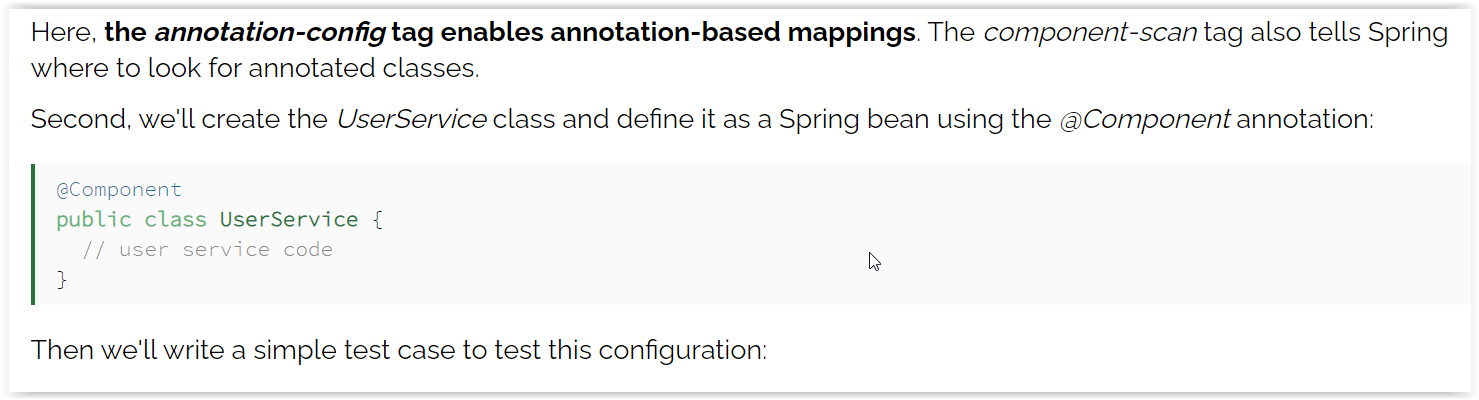 Here, the annotation-config tag enables annotation-based mappings. The component-scan tag also tells Spring
where to look for annotated classes.
Second, we'll create the UserService class and define it as a Spring bean using the @Component annotation:
@Component
public class UserService {
  // user service code
}
Then we'll write a simple test case to test this configuration: